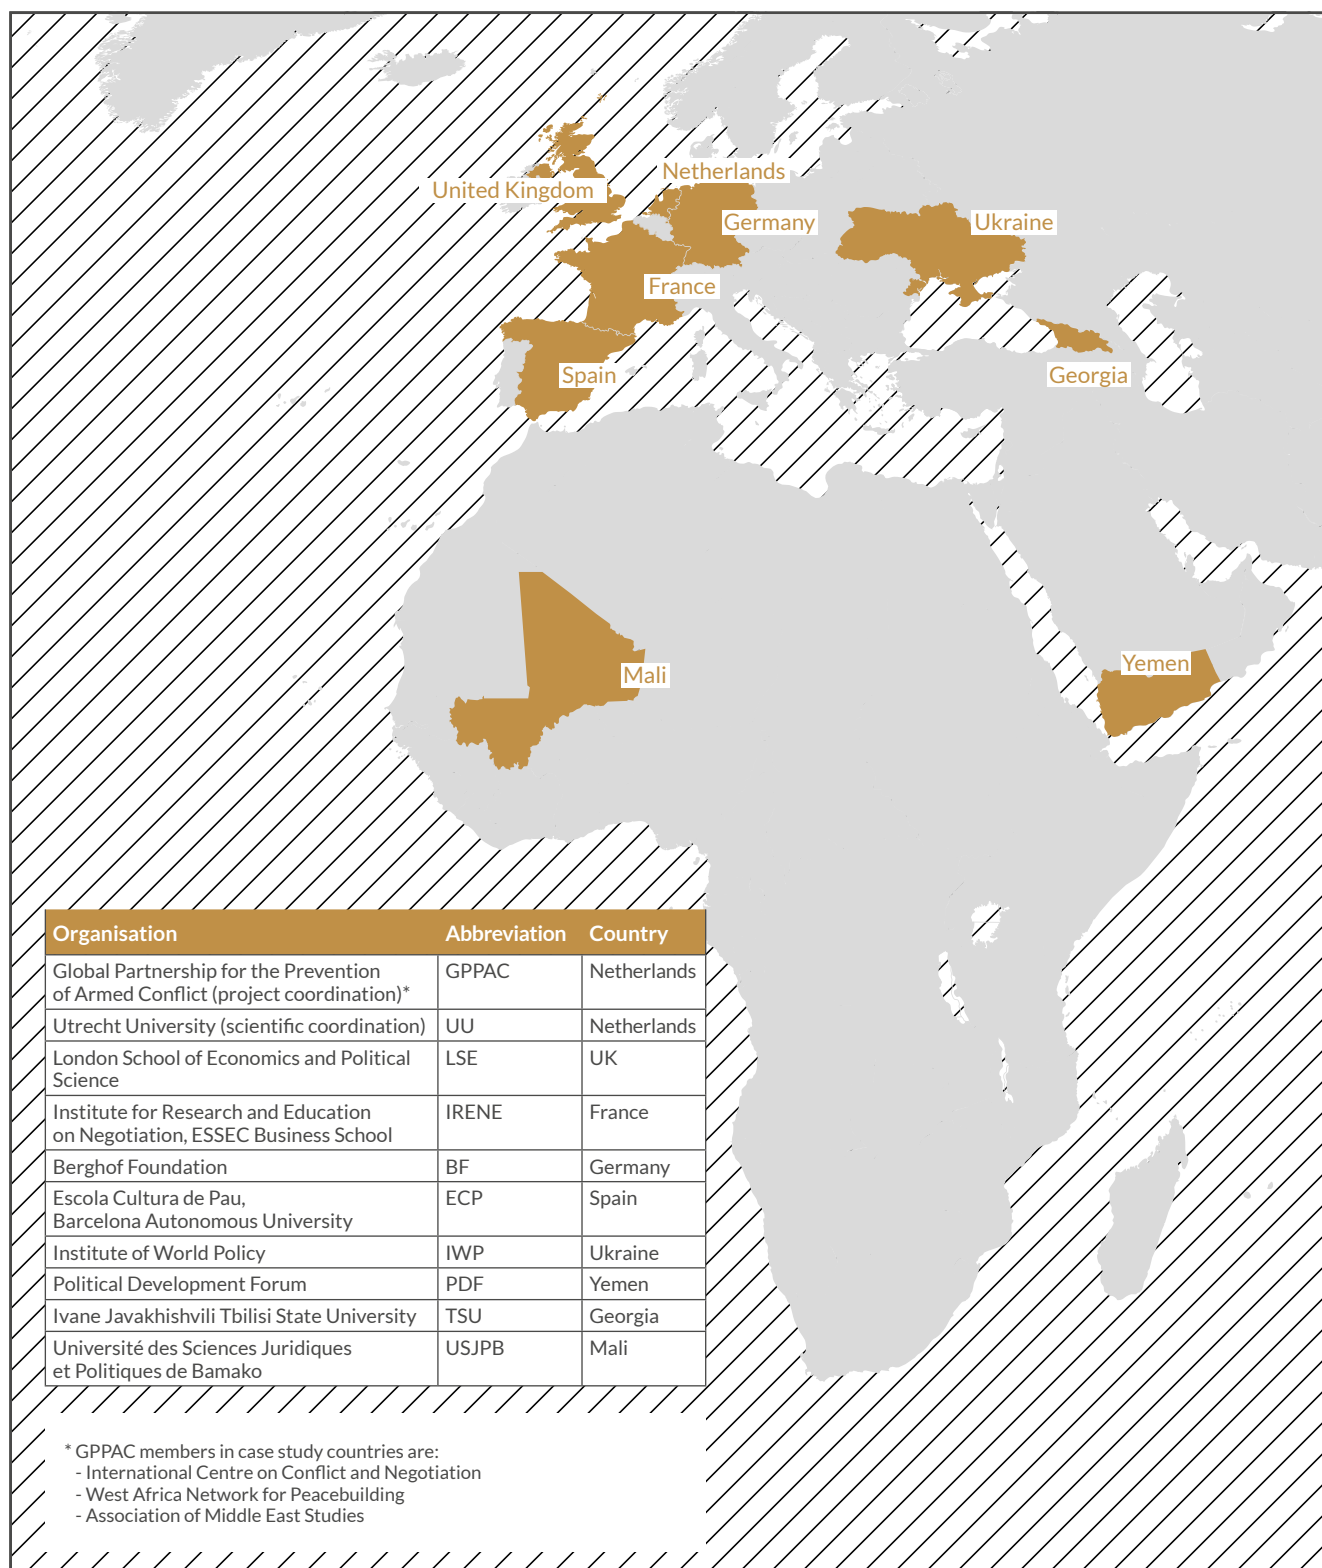 Netherlands
United Kingdom
Germany
Ukraine
France
Spain
Georgia
Yemen
Mali
Organisation Abbreviation Country
Global Partnership for the Prevention
of Armed Conflict (project coordination)* GPPAC Netherlands
Utrecht University (scientific coordination) UU Netherlands
London School of Economics and Political
Science LSE UK
Institute for Research and Education
on Negotiation, ESSEC Business School IRENE France
Berghof Foundation BF Germany
Escola Cultura de Pau,
Barcelona Autonomous University ECP Spain
Institute of World Policy IWP Ukraine
Political Development Forum PDF Yemen
Ivane Javakhishvili Tbilisi State University TSU Georgia
Université des Sciences Juridiques
et Politiques de Bamako USJPB Mali
* GPPAC members in case study countries are:
- International Centre on Conflict and Negotiation
- West Africa Network for Peacebuilding
- Association of Middle East Studies